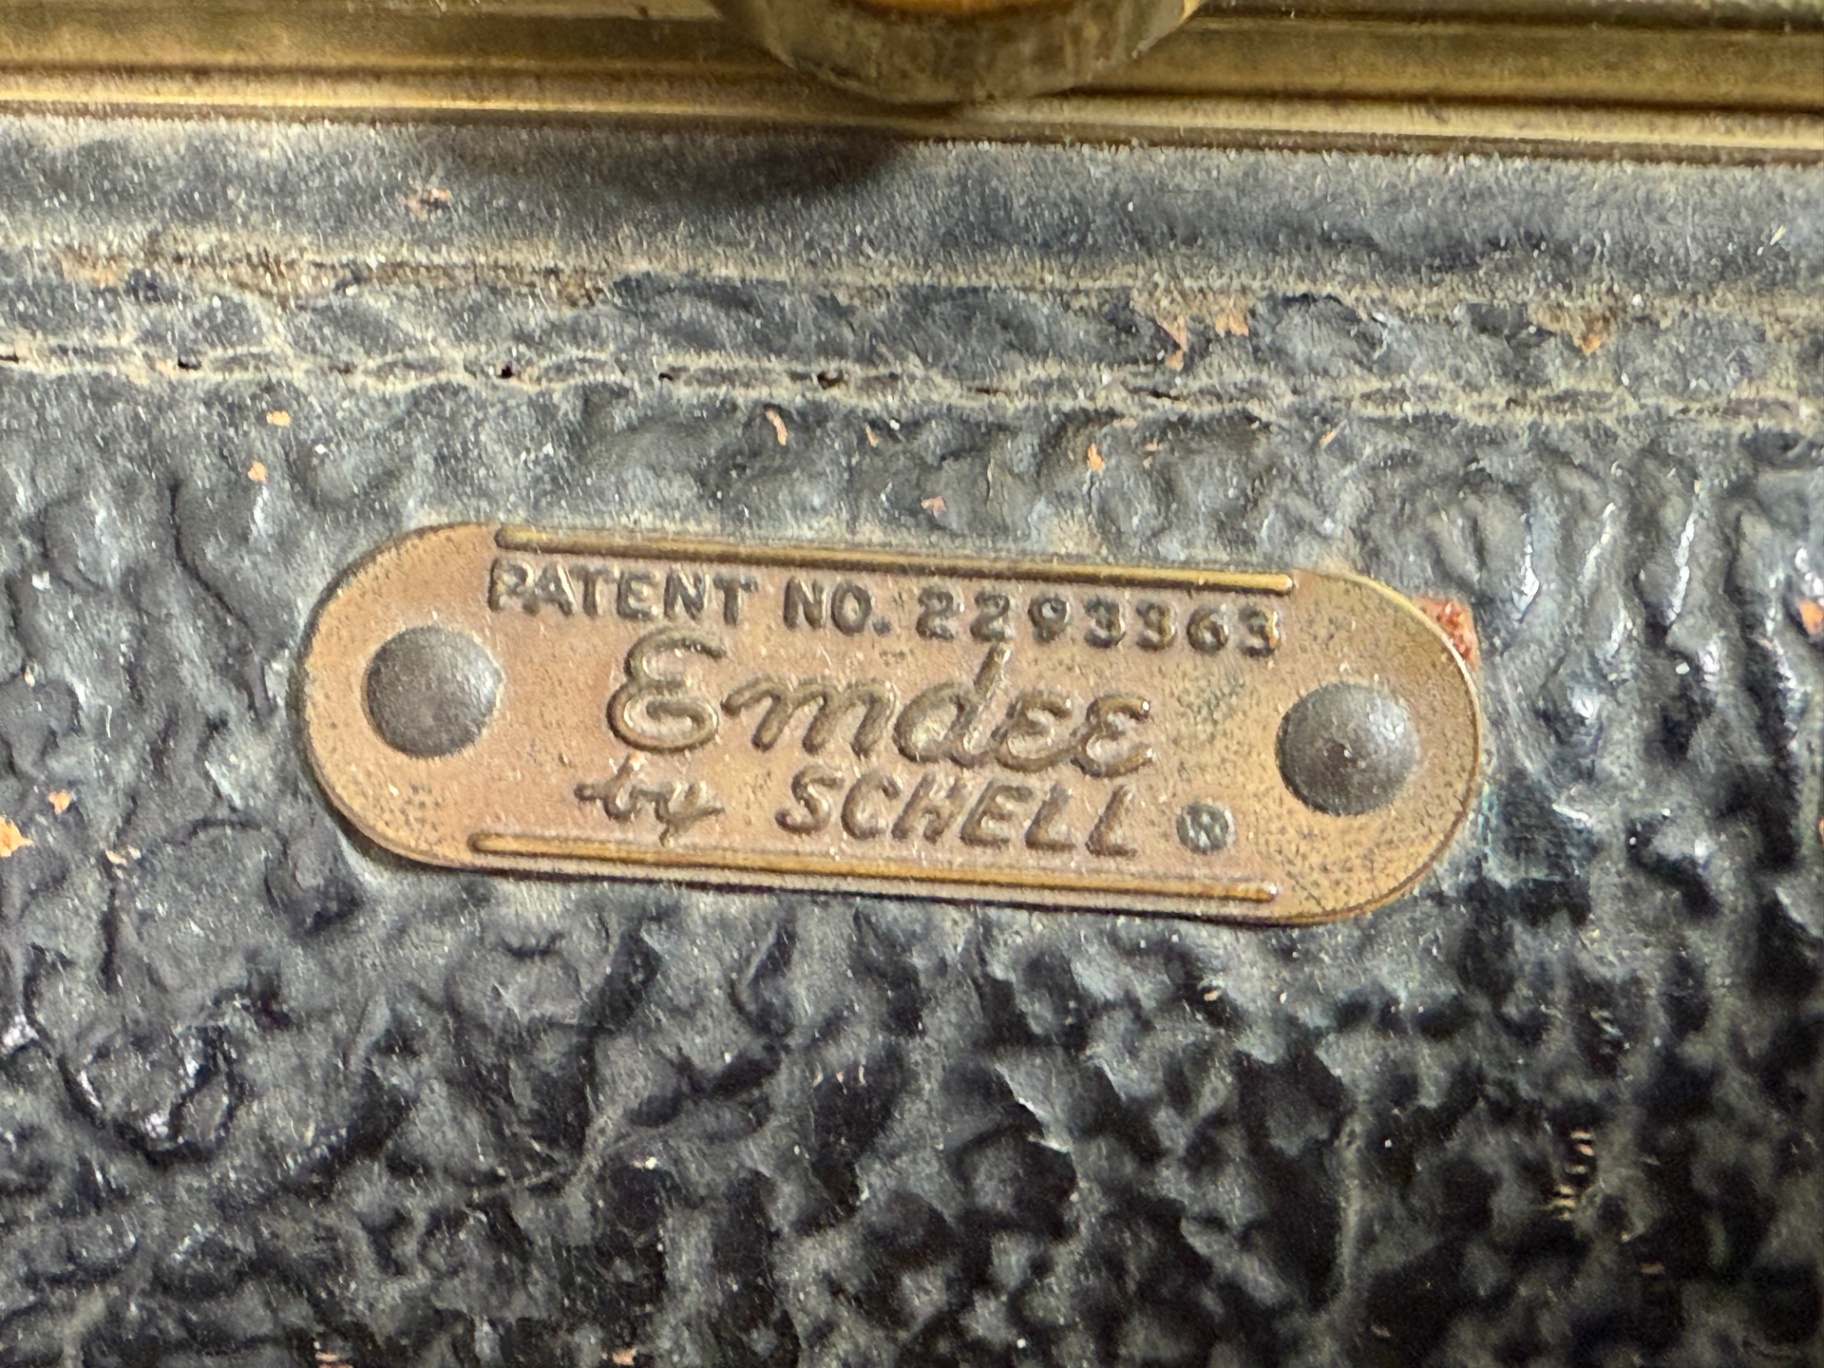 PATENT NO. 2293363
Emdee
by SCHELL ®